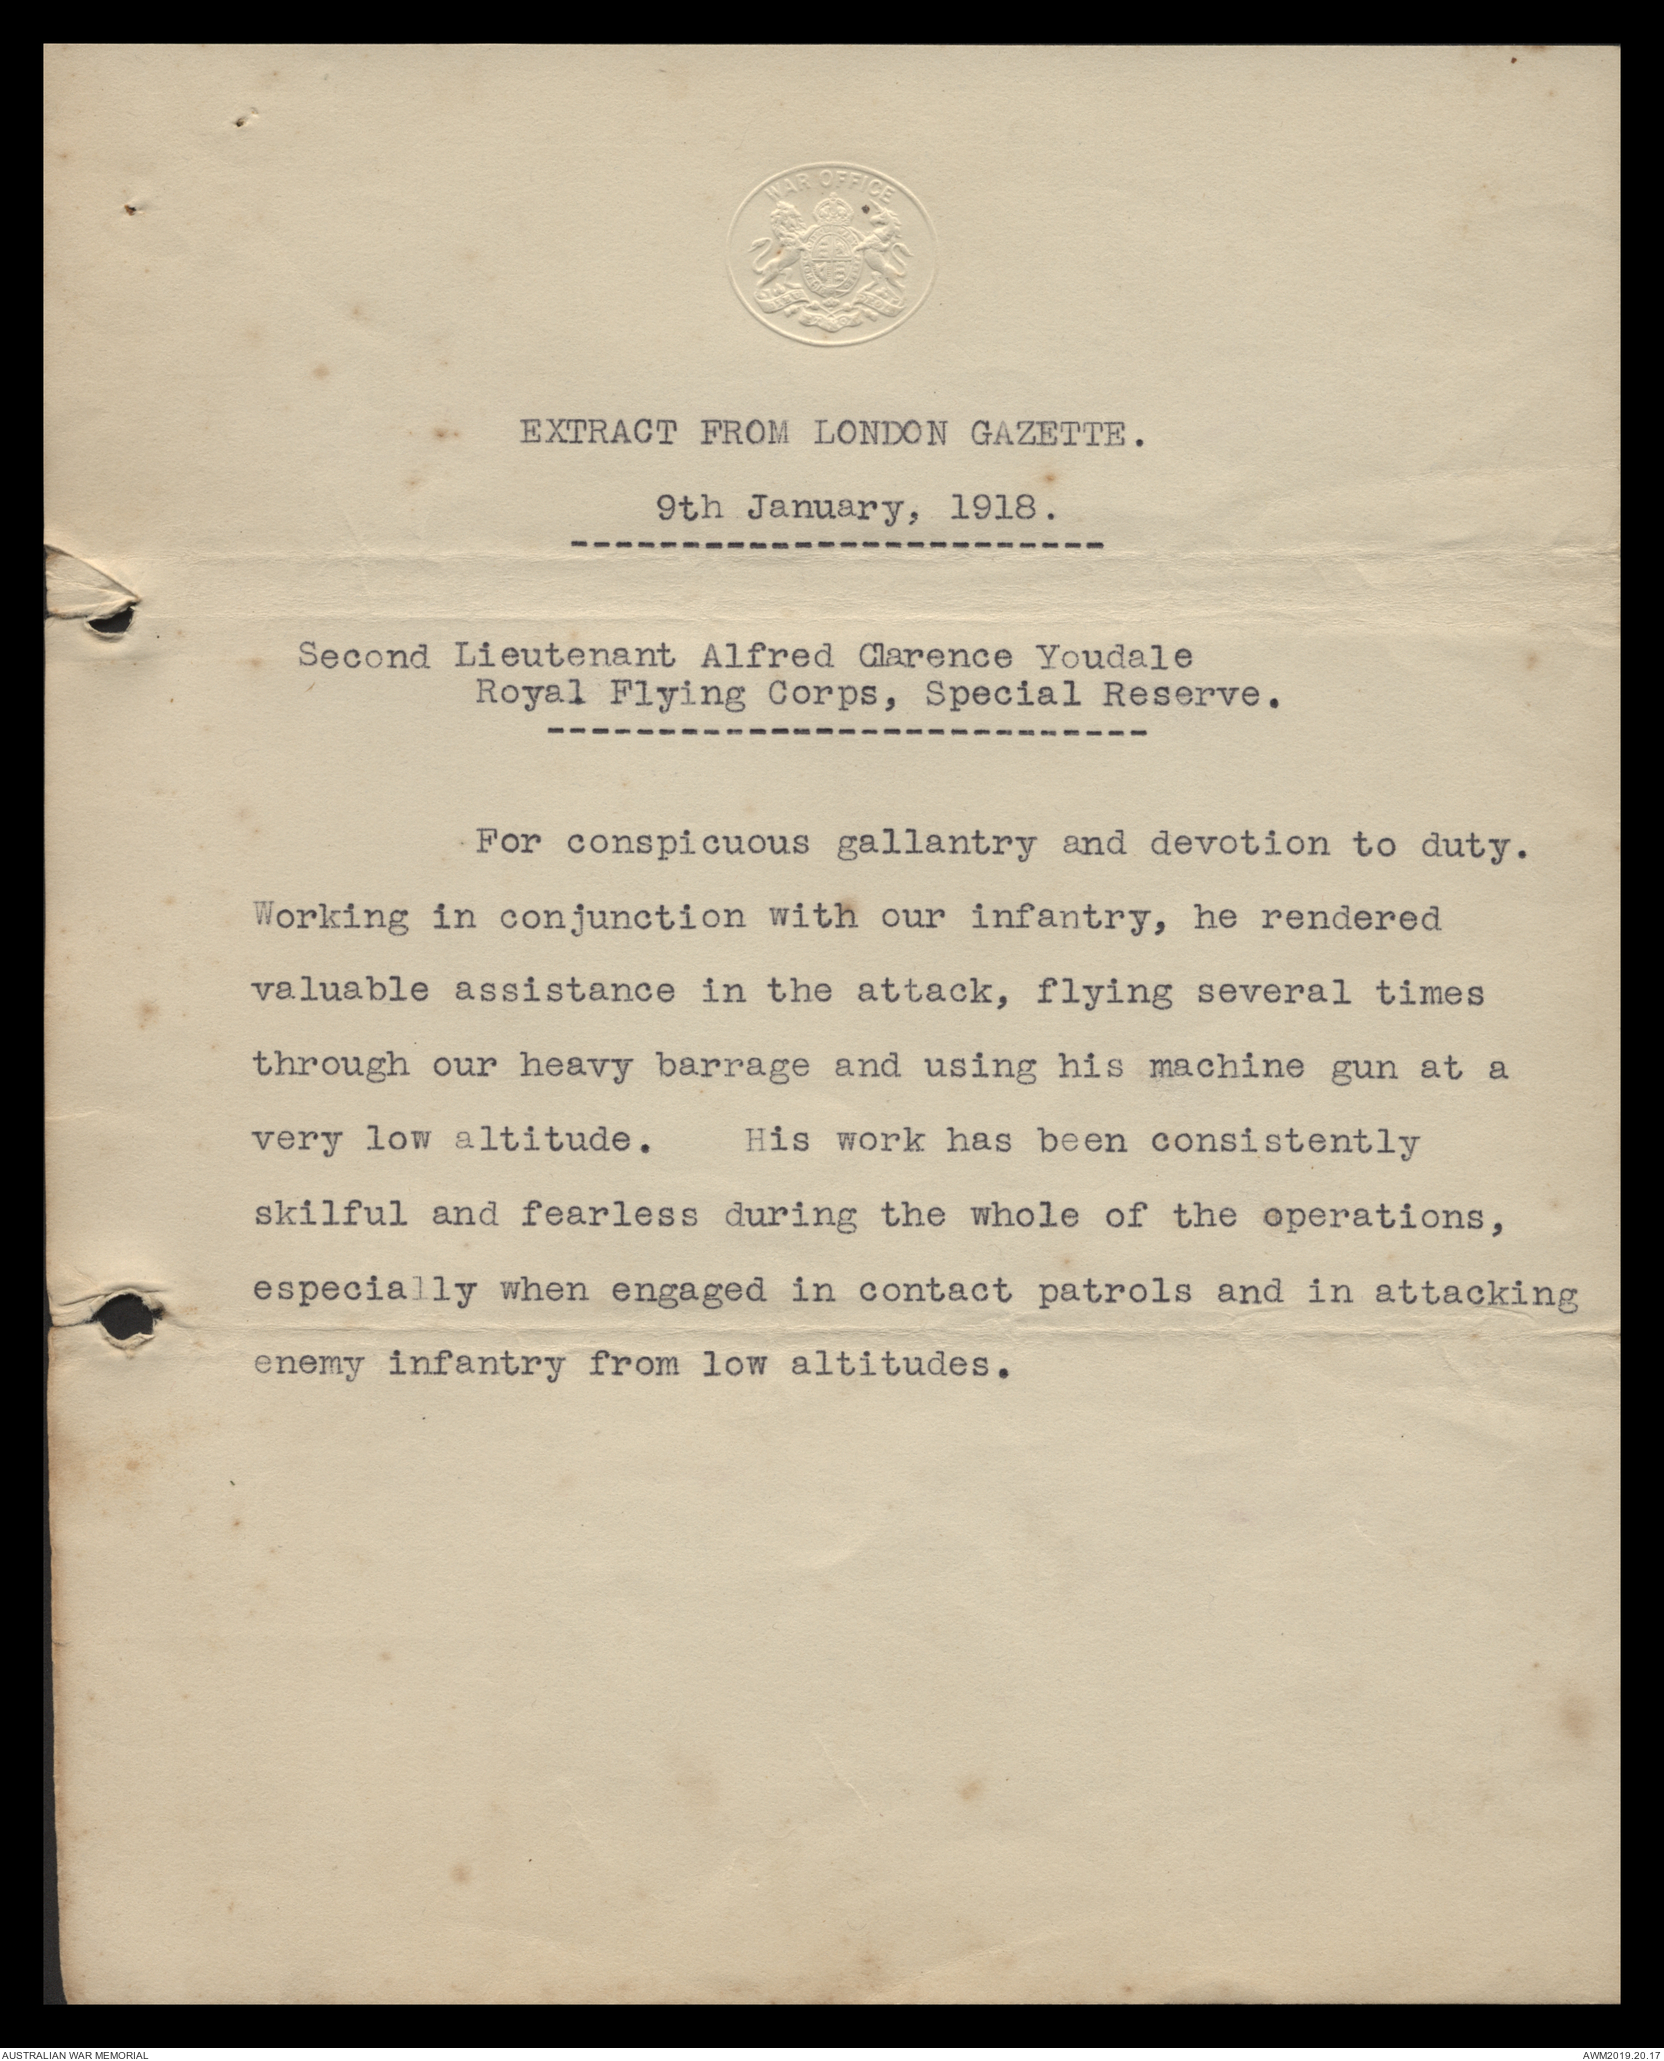 WAR OFFICE
EXTRACT FROM LONDON GAZETTE.
9th January, 1918.
------------------------
Second Lieutenant Alfred Clarence Youdale
Royal Flying Corps, Special Reserve.
---------------------------
For conspicuous gallantry and devotion to duty.
Working in conjunction with our infantry, he rendered
valuable assistance in the attack, flying several times
through our heavy barrage and using his machine gun at a
very low altitude.    His work has been consistently
skilful and fearless during the whole of the operations,
especially when engaged in contact patrols and in attacking
enemy infantry from low altitudes.
AUSTRALIAN WAR MEMORIAL
AWM2019.20.17